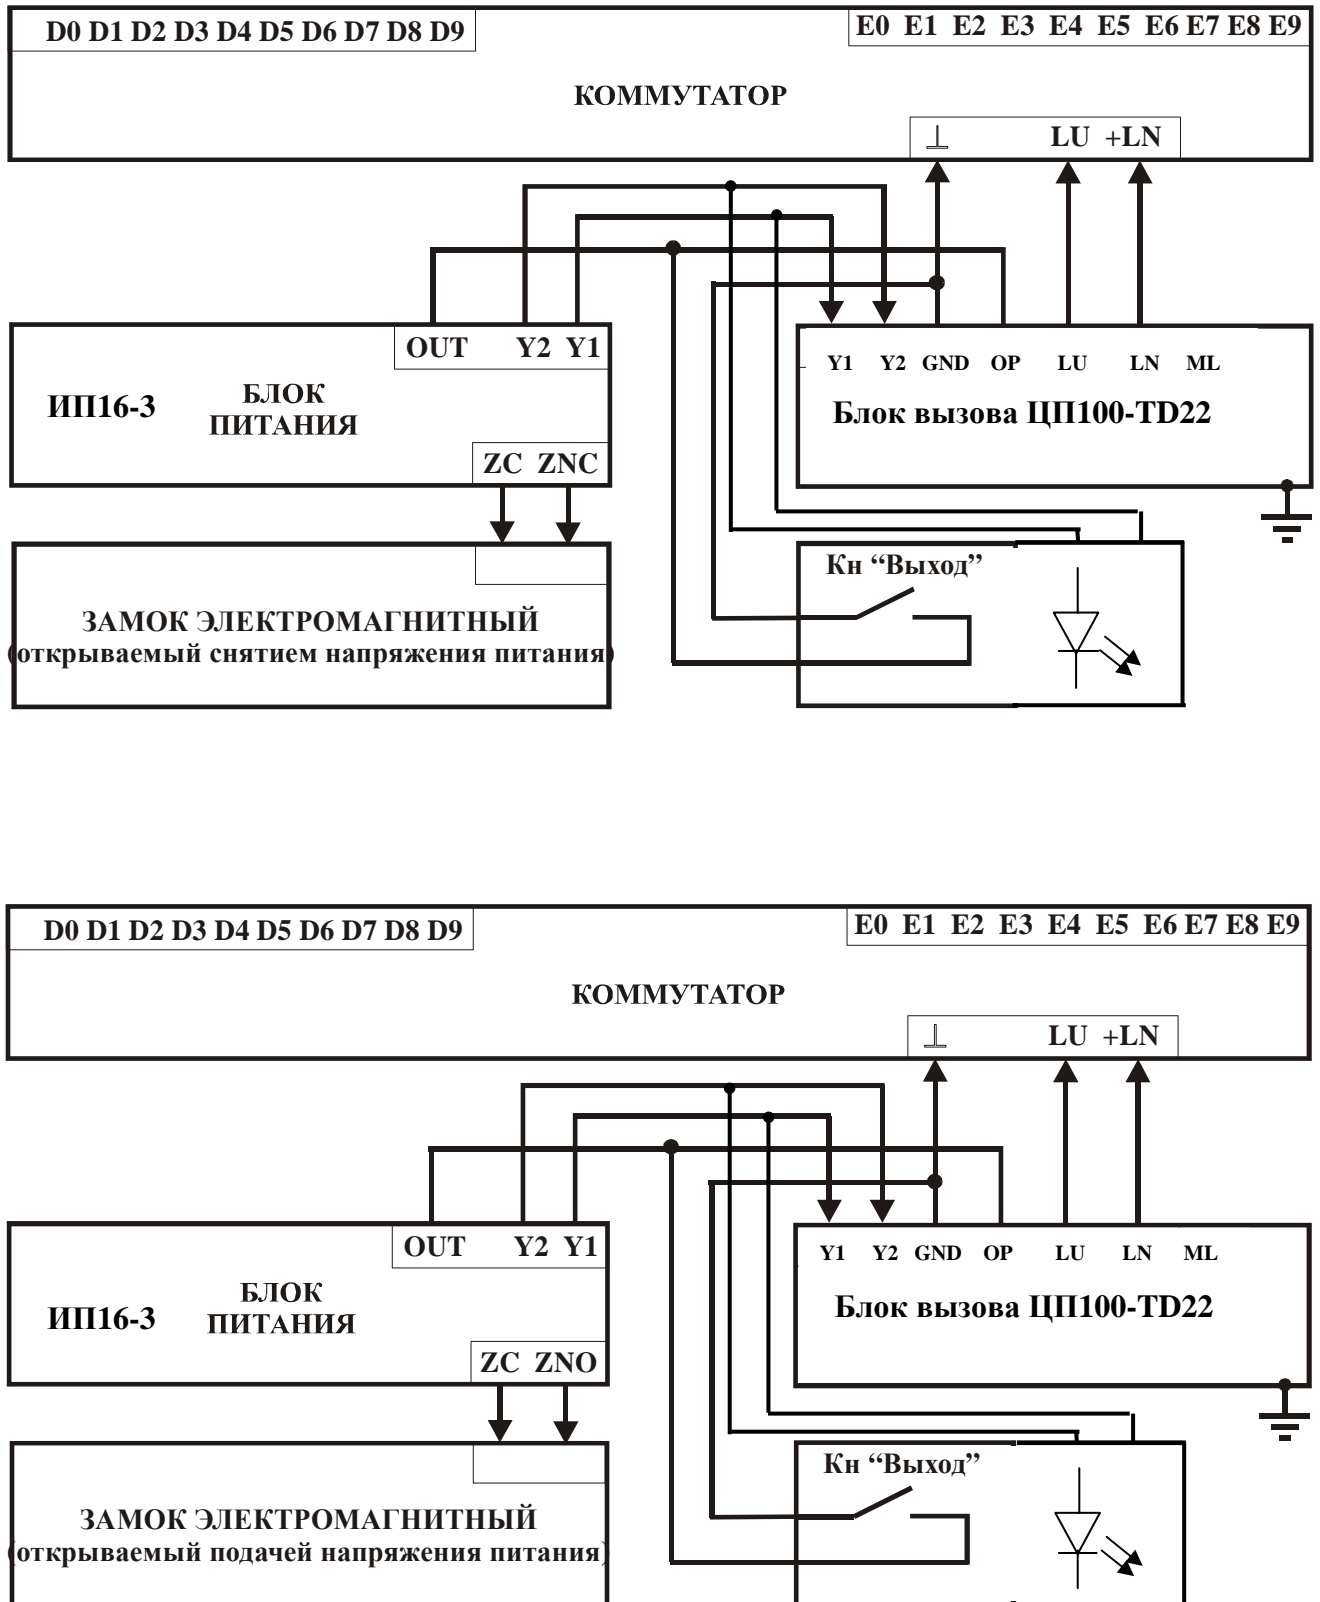 D0 D1 D2 D3 D4 D5 D6 D7 D8 D9
E0 E1 E2 E3 E4 E5 E6 E7 E8 E9
КОММУТАТОР
⊥ LU +LN
OUT Y2 Y1
ИП16-3
БЛОК
ПИТАНИЯ
ZC ZNC
Y1 Y2 GND OP LU LN ML
Блок вызова ЦП100-TD22
ЗАМОК ЭЛЕКТРОМАГНИТНЫЙ
(открываемый снятием напряжения питания)
Кн “Выход”
D0 D1 D2 D3 D4 D5 D6 D7 D8 D9
E0 E1 E2 E3 E4 E5 E6 E7 E8 E9
КОММУТАТОР
⊥ LU +LN
OUT Y2 Y1
ИП16-3
БЛОК
ПИТАНИЯ
ZC ZNO
Y1 Y2 GND OP LU LN ML
Блок вызова ЦП100-TD22
ЗАМОК ЭЛЕКТРОМАГНИТНЫЙ
(открываемый подачей напряжения питания)
Кн “Выход”